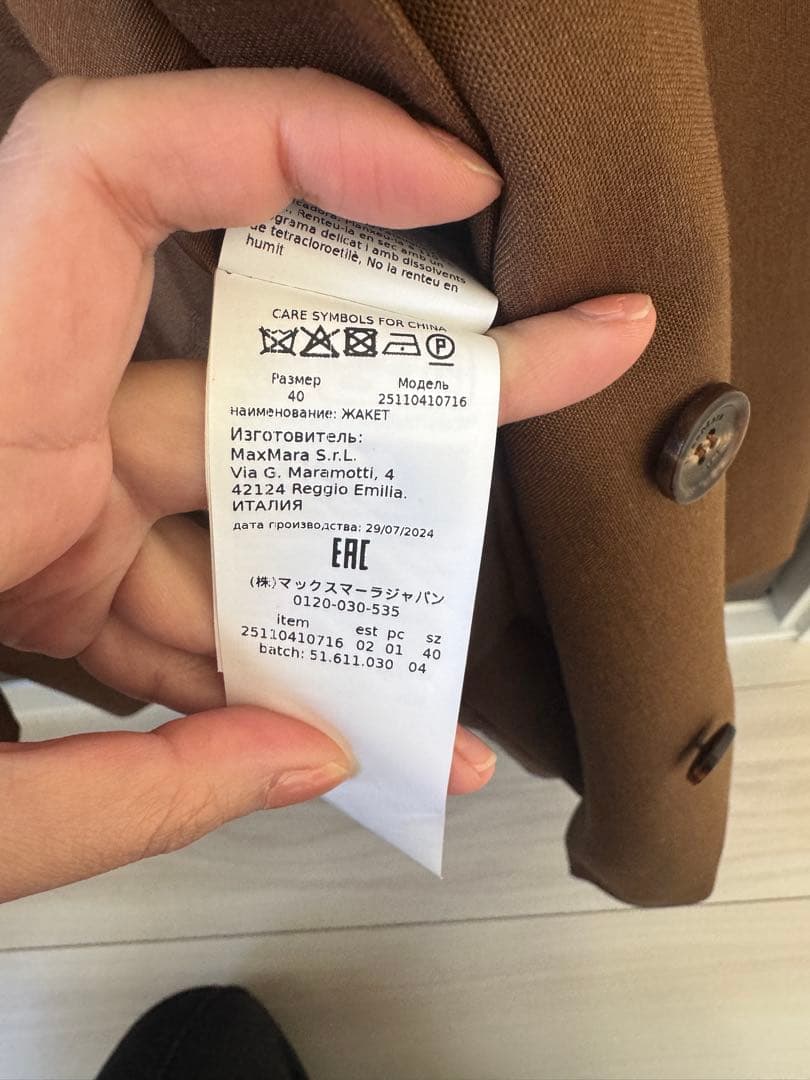 Renteu-la en sec amb un
grama delicat i amb dissolvents
de tetracloroetilè, No la renteu en
humit
CARE SYMBOLS FOR CHINA
P
Размер Модель
40 25110410716
наименование: ЖАКЕТ
Изготовитель:
MaxMara S.r.L.
Via G. Maramotti, 4
42124 Reggio Emilia.
ИТАЛИЯ
дата производства: 29/07/2024
EAC
(株)マックスマーラジャパン
0120-030-535
item est pc sz
25110410716 02 01 40
batch: 51.611.030 04